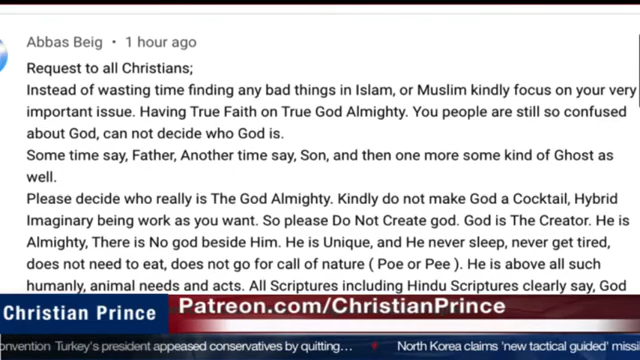 Abbas Beig • 1 hour ago
Request to all Christians;
Instead of wasting time finding any bad things in Islam, or Muslim kindly focus on your very
important issue. Having True Faith on True God Almighty. You people are still so confused
about God, can not decide who God is.
Some time say, Father, Another time say, Son, and then one more some kind of Ghost as
well.
Please decide who really is The God Almighty. Kindly do not make God a Cocktail, Hybrid
Imaginary being work as you want. So please Do Not Create god. God is The Creator. He is
Almighty, There is No god beside Him. He is Unique, and He never sleep, never get tired,
does not need to eat, does not go for call of nature ( Poe or Pee ). He is above all such
humanly, animal needs and acts. All Scriptures including Hindu Scriptures clearly say, God
Christian Prince
Patreon.com/ChristianPrince
onvention Turkey's president appeased conservatives by quitting… North Korea claims 'new tactical guided' missi